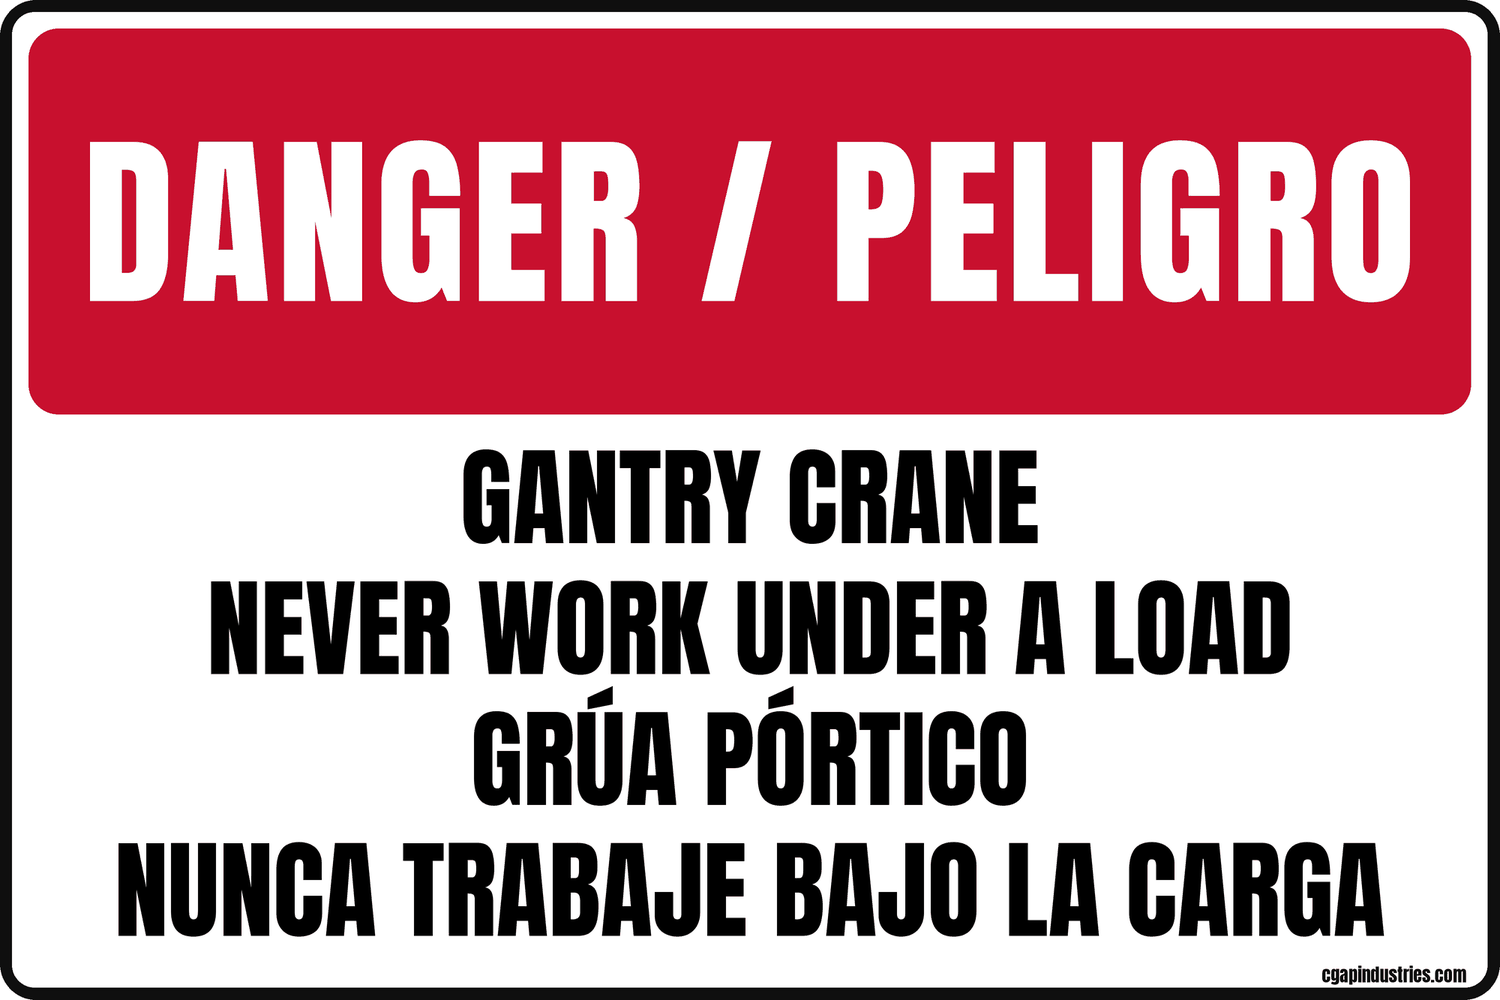 DANGER / PELIGRO
GANTRY CRANE
NEVER WORK UNDER A LOAD
GRÚA PÓRTICO
NUNCA TRABAJE BAJO LA CARGA
cgapindustries.com